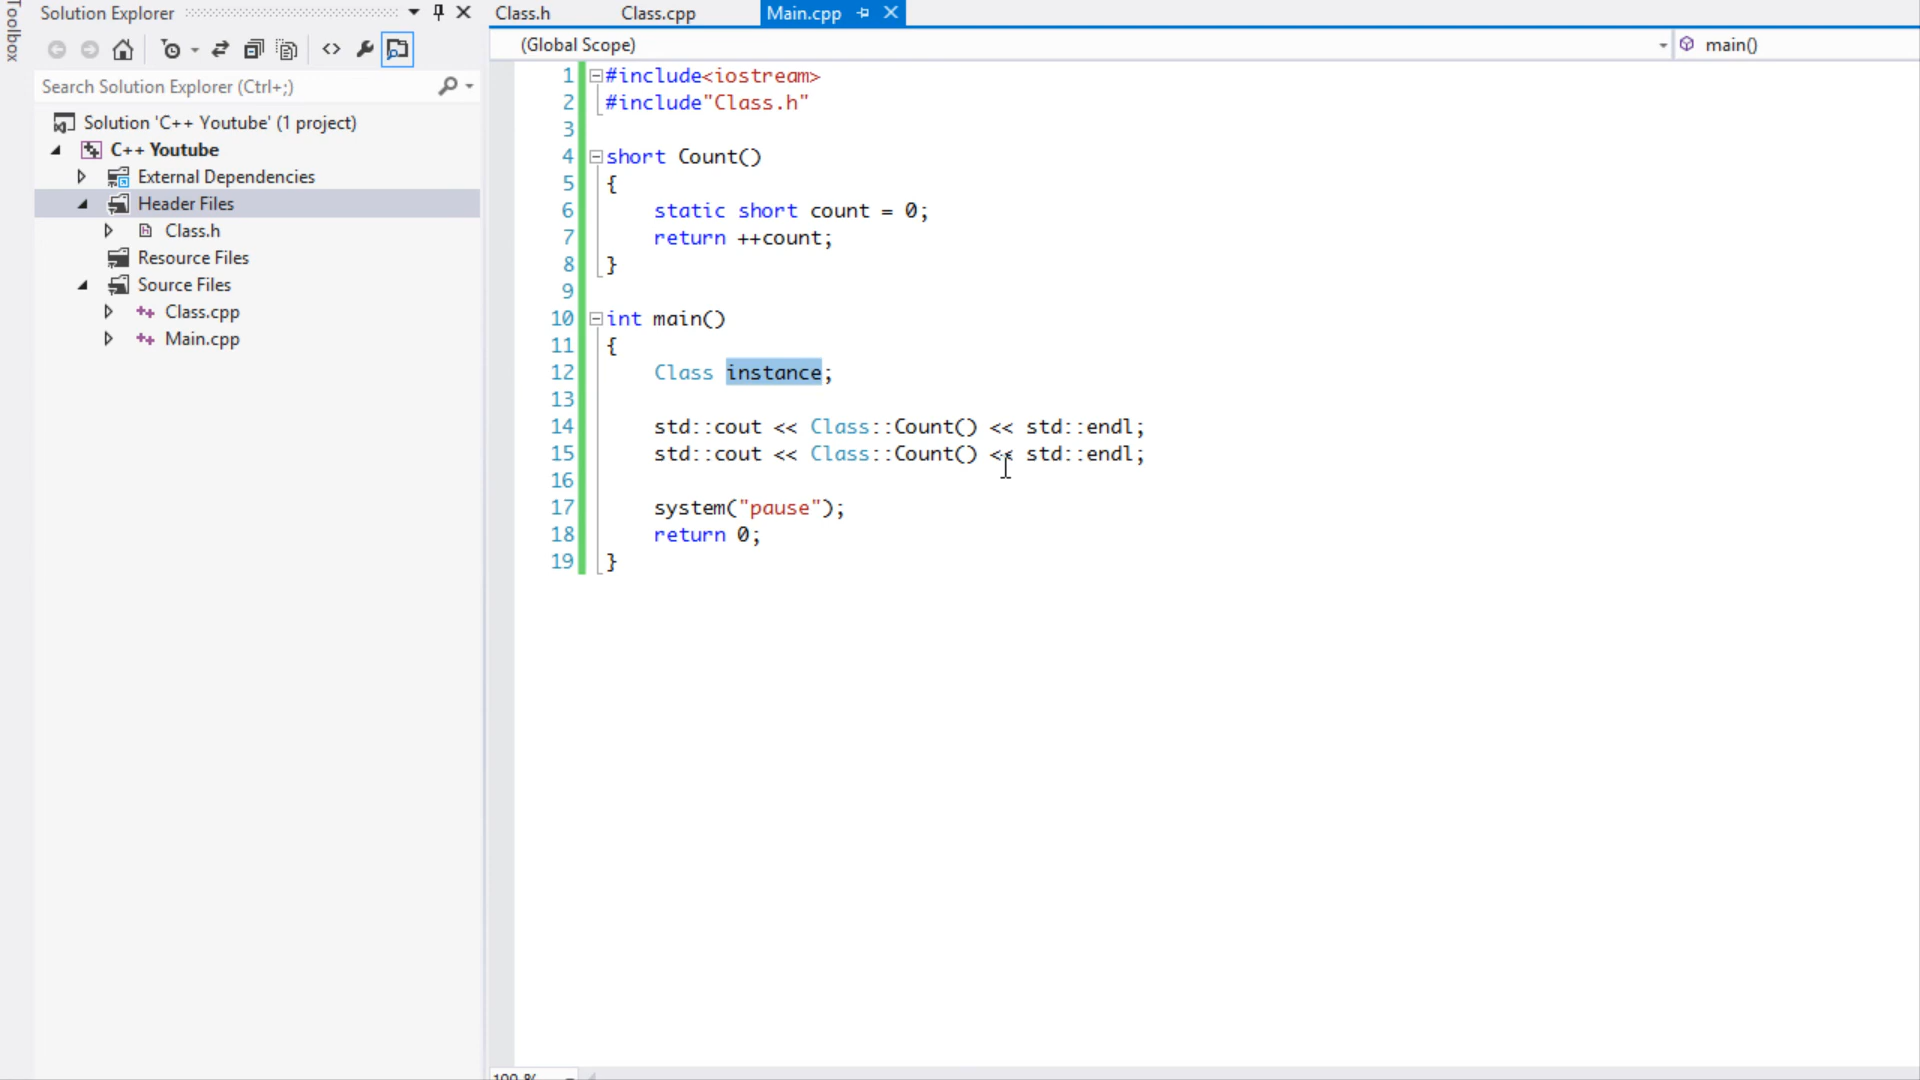 Toolbox
Solution Explorer
Search Solution Explorer (Ctrl+;)
Solution 'C++ Youtube' (1 project)
C++ Youtube
External Dependencies
Header Files
Class.h
Resource Files
Source Files
Class.cpp
Main.cpp
Class.h Class.cpp Main.cpp
(Global Scope) main()
1 #include<iostream>
2 #include"Class.h"
3
4 short Count()
5 {
6 static short count = 0;
7 return ++count;
8 }
9
10 int main()
11 {
12 Class instance;
13
14 std::cout << Class::Count() << std::endl;
15 std::cout << Class::Count() << std::endl;
16
17 system("pause");
18 return 0;
19 }
100 %